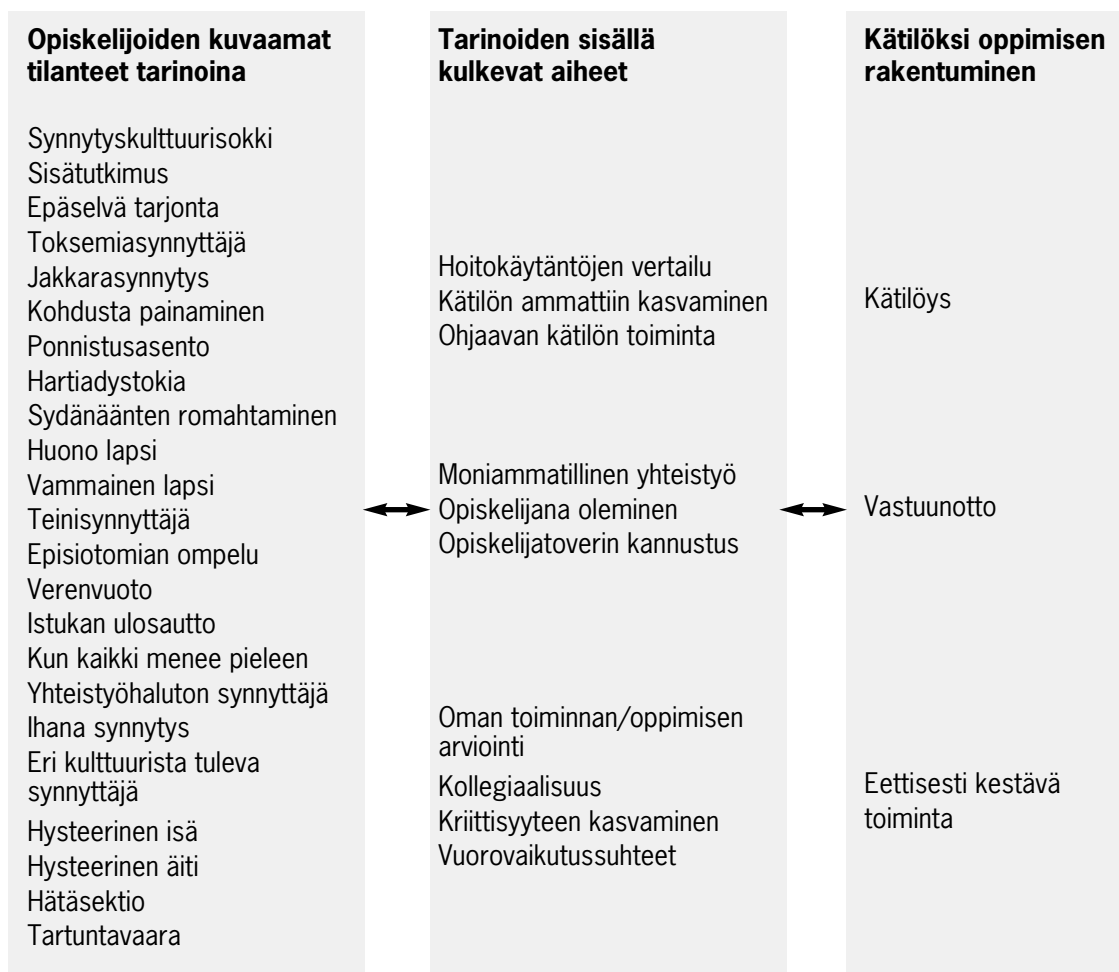 Opiskelijoiden kuvaamat
tilanteet tarinoina
Synnytyskulttuurisokki
Sisätutkimus
Epäselvä tarjonta
Toksemiasynnyttäjä
Jakkarasynnytys
Kohdusta painaminen
Ponnistusasento
Hartiadystokia
Sydänäänten romahtaminen
Huono lapsi
Vammainen lapsi
Teinisynnyttäjä
Episiotomian ompelu
Verenvuoto
Istukan ulosautto
Kun kaikki menee pieleen
Yhteistyöhaluton synnyttäjä
Ihana synnytys
Eri kulttuurista tuleva
synnyttäjä
Hysteerinen isä
Hysteerinen äiti
Hätäsektio
Tartuntavaara
Tarinoiden sisällä
kulkevat aiheet
Hoitokäytäntöjen vertailu
Kätilön ammattiin kasvaminen
Ohjaavan kätilön toiminta
Moniammatillinen yhteistyö
Opiskelijana oleminen
Opiskelijatoverin kannustus
Oman toiminnan/oppimisen
arviointi
Kollegiaalisuus
Kriittisyyteen kasvaminen
Vuorovaikutussuhteet
Kätilöksi oppimisen
rakentuminen
Kätilöys
Vastuunotto
Eettisesti kestävä
toiminta